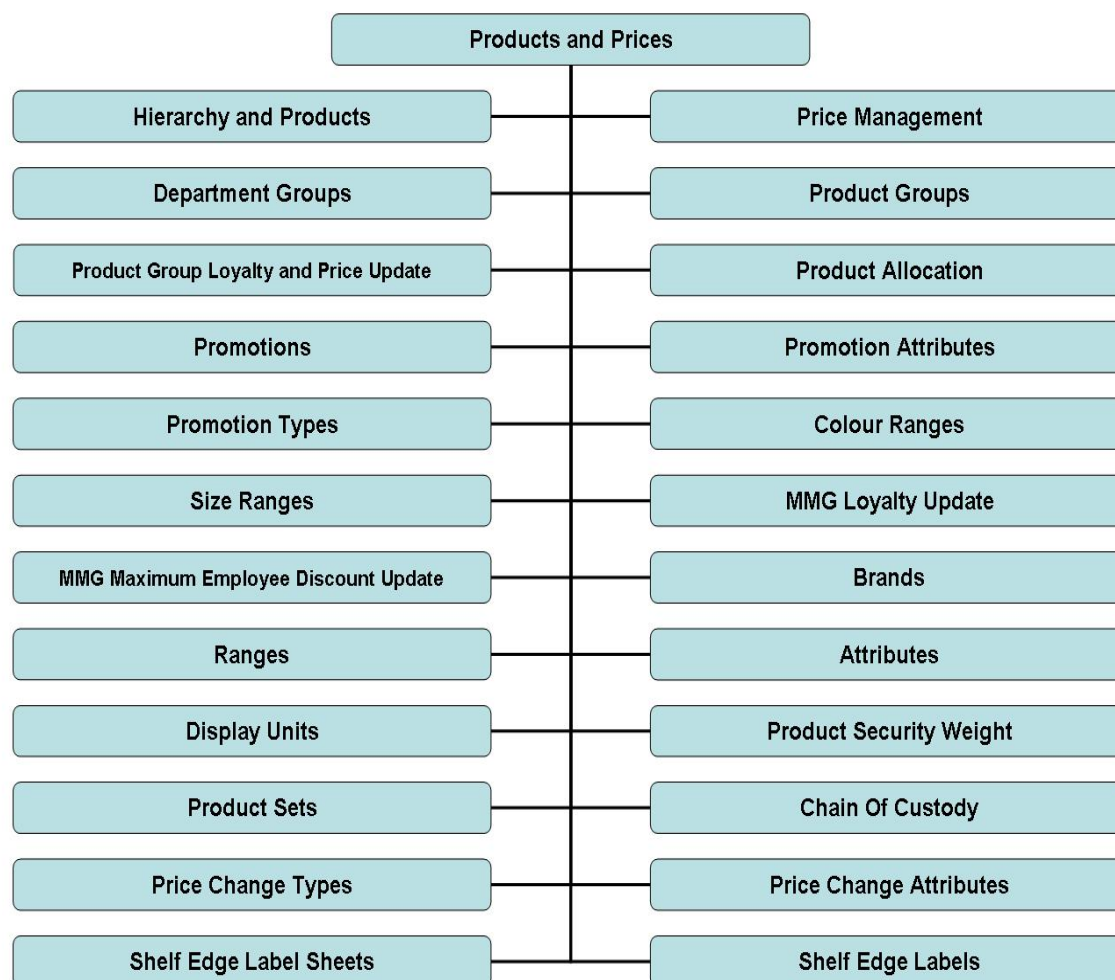 Products and Prices
Hierarchy and Products
Price Management
Department Groups
Product Groups
Product Group Loyalty and Price Update
Product Allocation
Promotions
Promotion Attributes
Promotion Types
Colour Ranges
Size Ranges
MMG Loyalty Update
MMG Maximum Employee Discount Update
Brands
Ranges
Attributes
Display Units
Product Security Weight
Product Sets
Chain Of Custody
Price Change Types
Price Change Attributes
Shelf Edge Label Sheets
Shelf Edge Labels